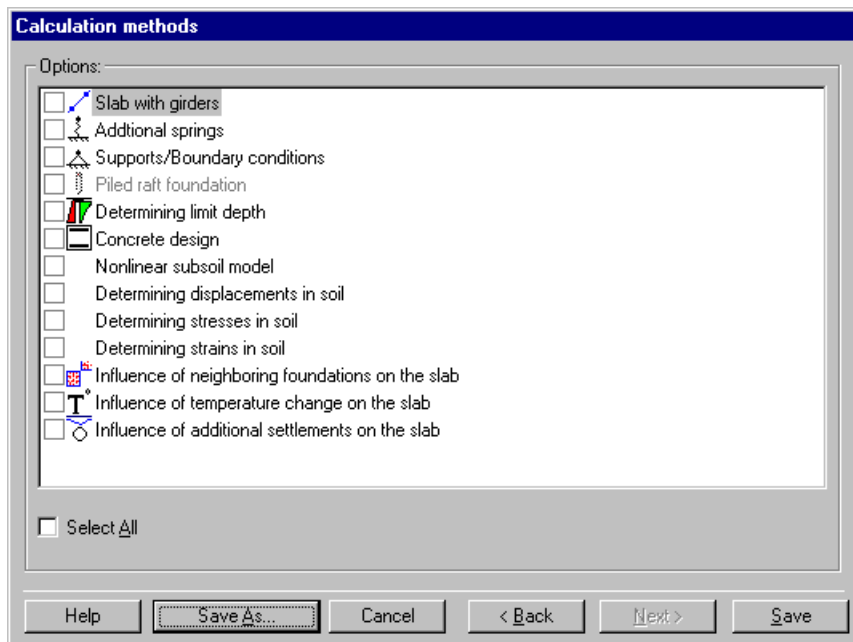 Calculation methods
Options:
Slab with girders
Addtional springs
Supports/Boundary conditions
Piled raft foundation
Determining limit depth
Concrete design
Nonlinear subsoil model
Determining displacements in soil
Determining stresses in soil
Determining strains in soil
Influence of neighboring foundations on the slab
T° Influence of temperature change on the slab
Influence of additional settlements on the slab
Select All
Help Save As... Cancel < Back Next > Save